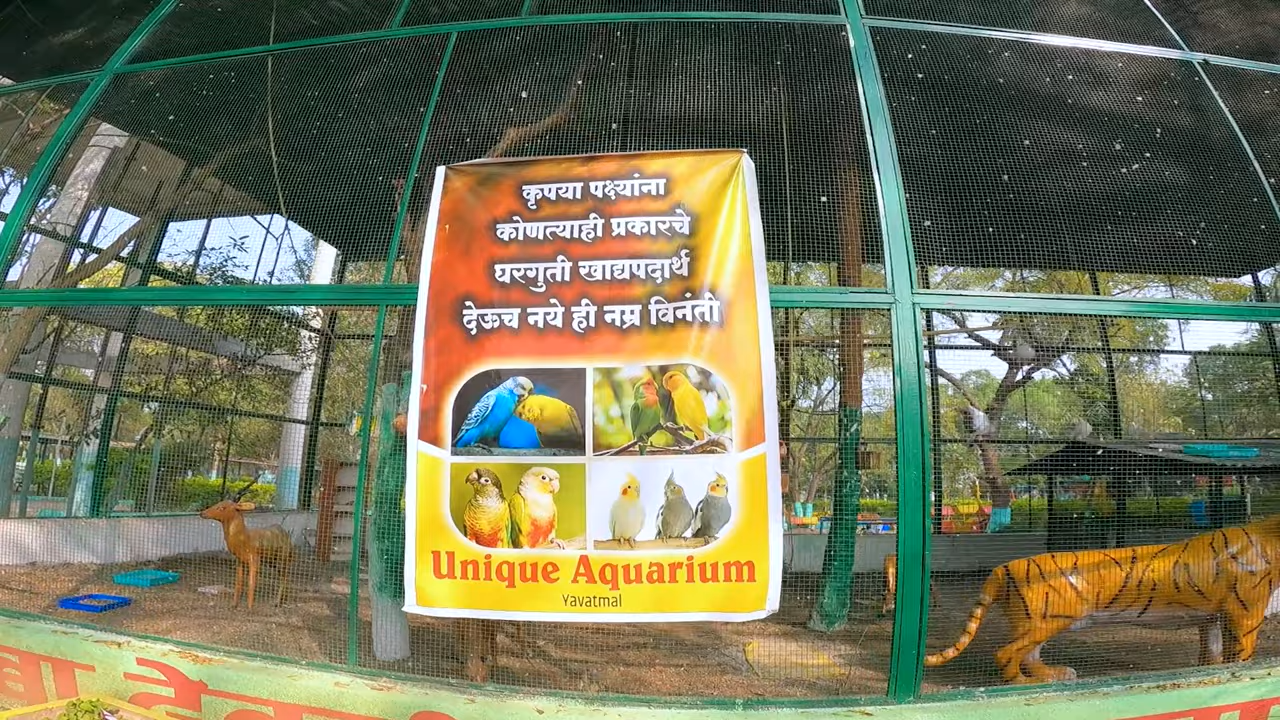 कृपया पक्ष्यांना
कोणत्याही प्रकारचे
घरगुती खाद्यपदार्थ
देऊच नये ही नम्र विनंती
Unique Aquarium
Yavatmal